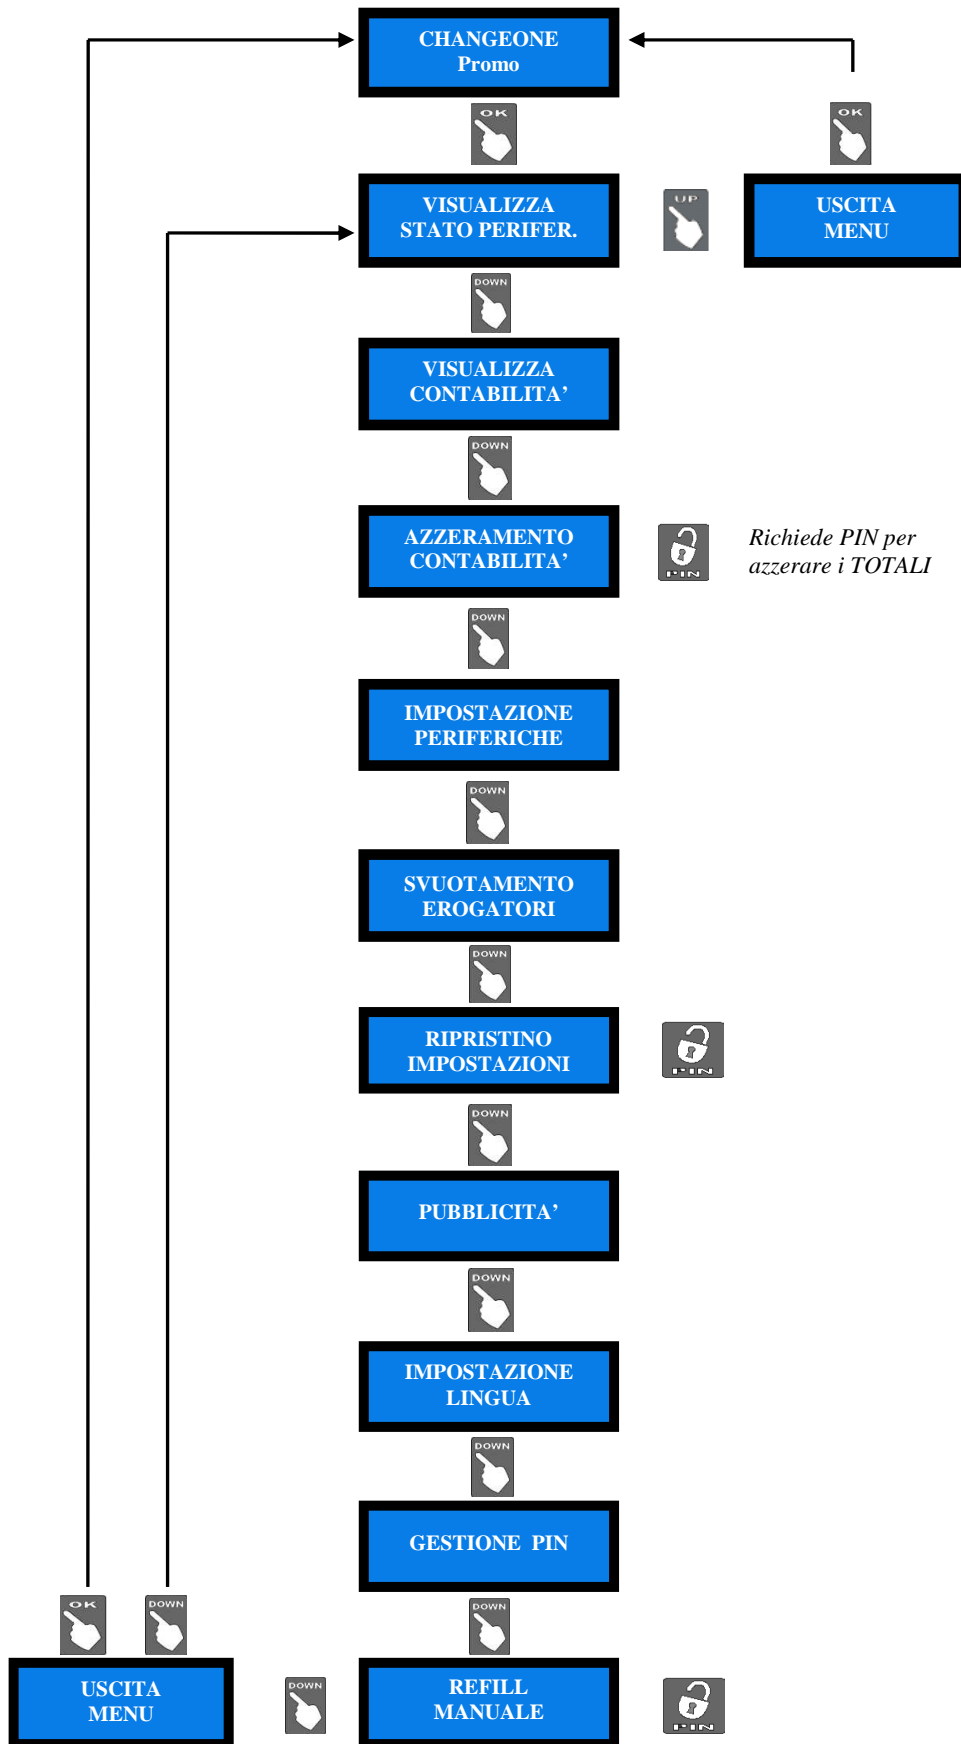 CHANGEONE
Promo
OK
OK
VISUALIZZA
STATO PERIFER.
UP
USCITA
MENU
DOWN
VISUALIZZA
CONTABILITA’
DOWN
AZZERAMENTO
CONTABILITA’
PIN
Richiede PIN per
azzerare i TOTALI
DOWN
IMPOSTAZIONE
PERIFERICHE
DOWN
SVUOTAMENTO
EROGATORI
DOWN
RIPRISTINO
IMPOSTAZIONI
PIN
DOWN
PUBBLICITA’
DOWN
IMPOSTAZIONE
LINGUA
DOWN
GESTIONE PIN
OK
DOWN
DOWN
USCITA
MENU
DOWN
REFILL
MANUALE
PIN